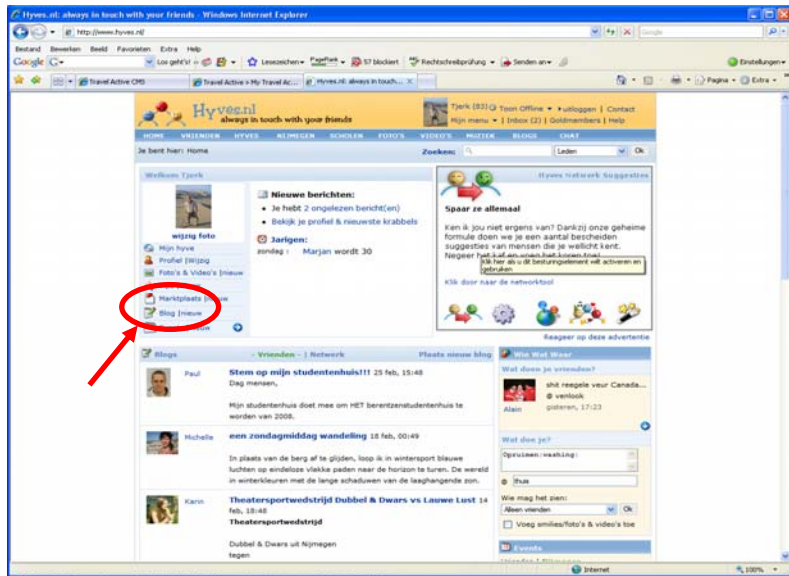 Hyves.nl: always in touch with your friends - Windows Internet Explorer
http://www.hyves.nl/
Google
Bestand Bewerken Beeld Favorieten Extra Help
Google Los geht's! Lesezeichen PageRank 57 blockiert Rechtschreibprüfung Senden an Einstellungen
Travel Active CMS Travel Active > My Travel Ac... Hyves.nl: always in touch... Pagina Extra
Hyves.nl
always in touch with your friends
Tjerk (83) Toon Offline uitloggen | Contact
Mijn menu | Inbox (2) | Goldmembers | Help
HOME VRIENDEN HYVES NIJMEGEN SCHOLEN FOTO'S VIDEO'S MUZIEK BLOGS CHAT
Je bent hier: Home Zoeken: Leden Ok
Welkom Tjerk
wijzig foto
Mijn hyve
Profiel |Wijzig
Foto's & Video's |nieuw
Marktplaats |nieuw
Blog |nieuw
Nieuwe berichten:
Je hebt 2 ongelezen bericht(en)
Bekijk je profiel & nieuwste krabbels
Jarigen:
zondag : Marjan wordt 30
Hyves Network Suggesties
Spaar ze allemaal
Ken ik jou niet ergens van? Dankzij onze geheime
formule doen we je een aantal bescheiden
suggesties van mensen die je wellicht kent.
Negeer het kaf en voeg het koren toe!
Klik hier als u dit besturingselement wilt activeren en
gebruiken
Klik door naar de networktool
Reageer op deze advertentie
Blogs - Vrienden - | Netwerk Plaats nieuw blog
Paul
Stem op mijn studentenhuis!!! 25 feb, 15:48
Dag mensen,
Mijn studentenhuis doet mee om HET berentzenstudentenhuis te
worden van 2008.
Michelle
een zondagmiddag wandeling 18 feb, 00:49
In plaats van de berg af te glijden, loop ik in wintersport blauwe
luchten op eindeloze vlakke paden naar de horizon te turen. De wereld
in winterkleuren met de lange schaduwen van de laaghangende zon.
Karin
Theatersportwedstrijd Dubbel & Dwars vs Lauwe Lust 14
feb, 18:48
Theatersportwedstrijd
Dubbel & Dwars uit Nijmegen
tegen
Wie Wat Waar
Wat doen je vrienden?
Alain
shit reegele veur Canada...
@ venlook
gisteren, 17:23
Wat doe je?
Opruimen:washing:
@ thuis
Wie mag het zien:
Alleen vrienden Ok
Voeg smilies/foto's & video's toe
Events
Internet 100%